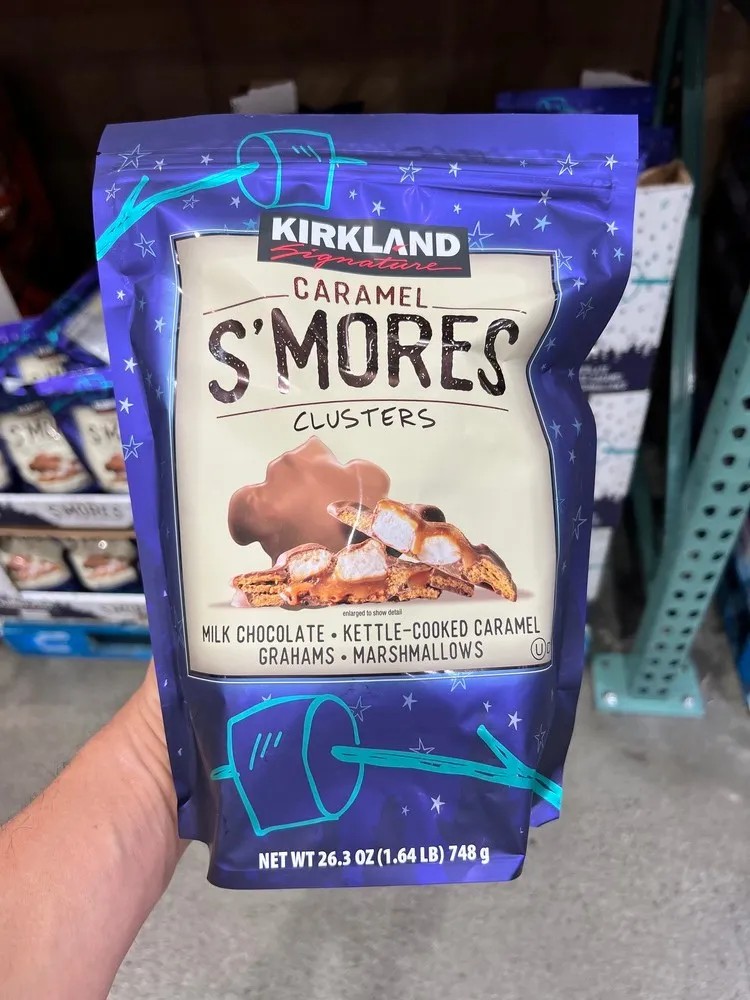 KIRKLAND
Signature
CARAMEL
S'MORES
CLUSTERS
enlarged to show detail
MILK CHOCOLATE • KETTLE-COOKED CARAMEL
GRAHAMS • MARSHMALLOWS
U D
NET WT 26.3 OZ (1.64 LB) 748 g
S'MORES